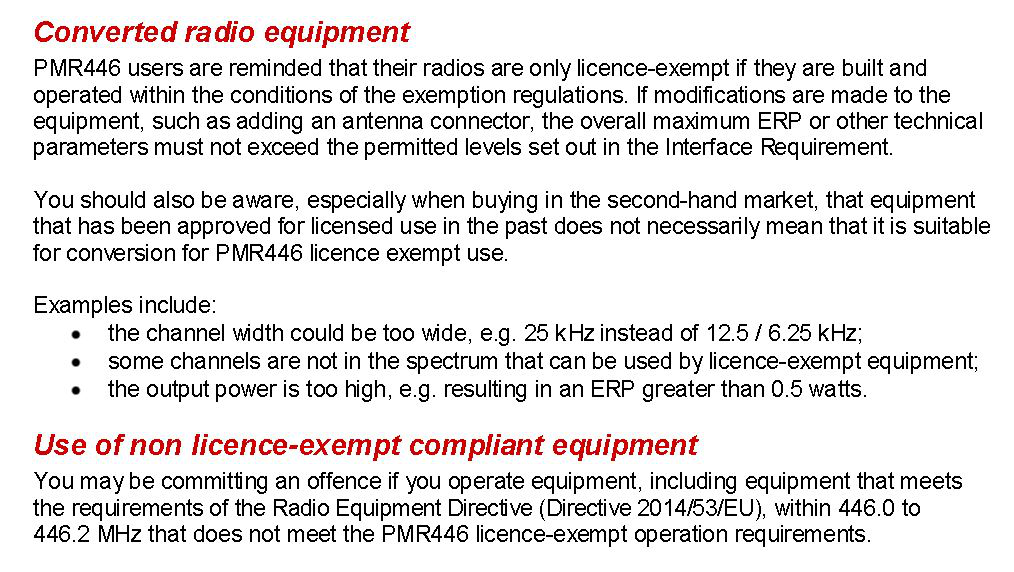 Converted radio equipment
PMR446 users are reminded that their radios are only licence-exempt if they are built and
operated within the conditions of the exemption regulations. If modifications are made to the
equipment, such as adding an antenna connector, the overall maximum ERP or other technical
parameters must not exceed the permitted levels set out in the Interface Requirement.
You should also be aware, especially when buying in the second-hand market, that equipment
that has been approved for licensed use in the past does not necessarily mean that it is suitable
for conversion for PMR446 licence exempt use.
Examples include:
• the channel width could be too wide, e.g. 25 kHz instead of 12.5 / 6.25 kHz;
• some channels are not in the spectrum that can be used by licence-exempt equipment;
• the output power is too high, e.g. resulting in an ERP greater than 0.5 watts.
Use of non licence-exempt compliant equipment
You may be committing an offence if you operate equipment, including equipment that meets
the requirements of the Radio Equipment Directive (Directive 2014/53/EU), within 446.0 to
446.2 MHz that does not meet the PMR446 licence-exempt operation requirements.